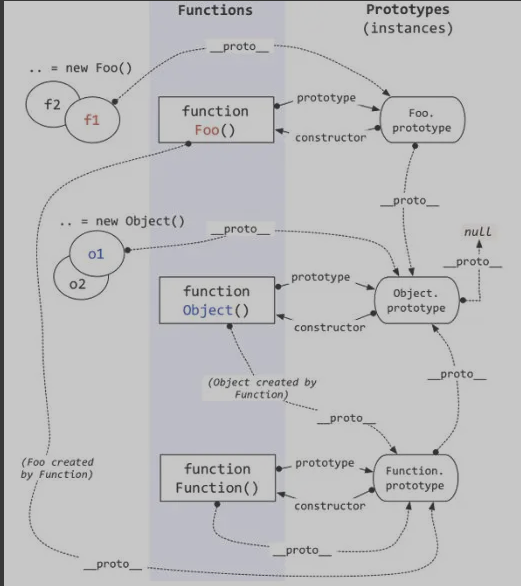 Functions
Prototypes
(instances)
__proto__
.. = new Foo()
f2
f1
function
Foo()
prototype
constructor
Foo.
prototype
__proto__
.. = new Object()
__proto__
null
__proto__
o1
o2
function
Object()
prototype
constructor
Object.
prototype
(Object created by
Function)
__proto__
__proto__
(Foo created
by Function)
function
Function()
prototype
constructor
Function.
prototype
__proto__
__proto__